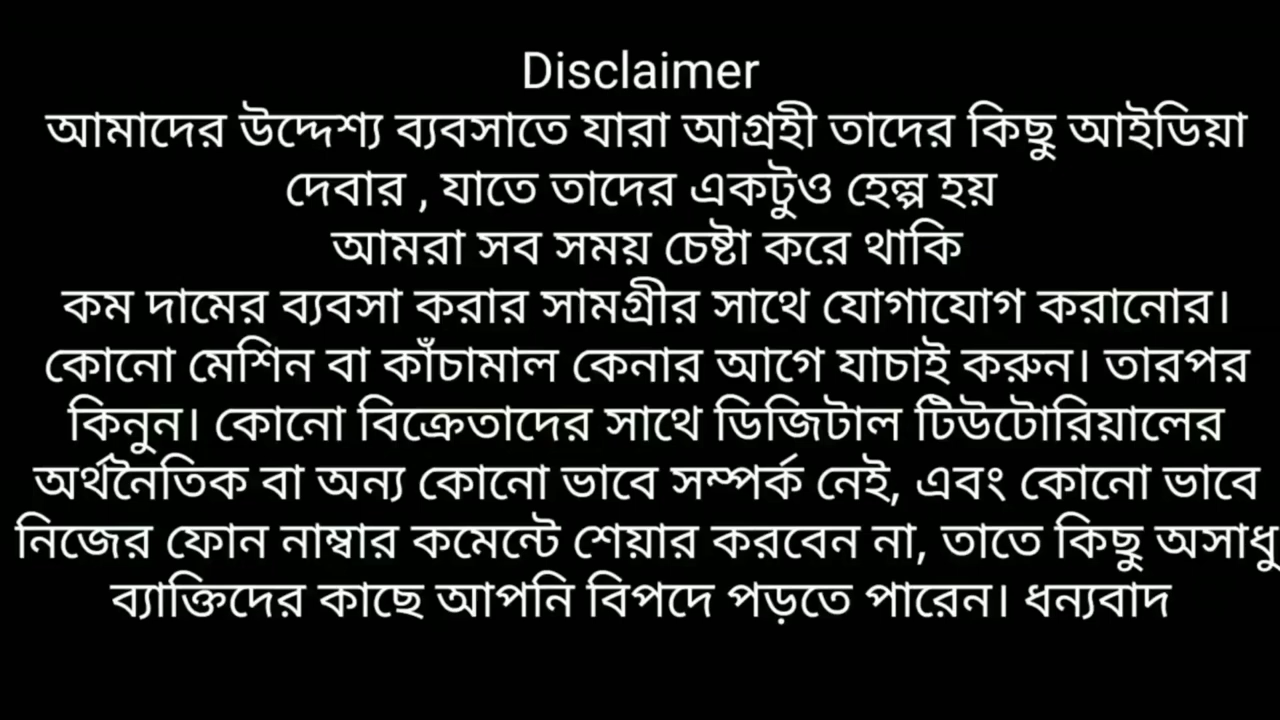 Disclaimer
আমাদের উদ্দেশ্য ব্যবসাতে যারা আগ্রহী তাদের কিছু আইডিয়া
দেবার , যাতে তাদের একটুও হেল্প হয়
আমরা সব সময় চেষ্টা করে থাকি
কম দামের ব্যবসা করার সামগ্রীর সাথে যোগাযোগ করানোর।
কোনো মেশিন বা কাঁচামাল কেনার আগে যাচাই করুন। তারপর
কিনুন। কোনো বিক্রেতাদের সাথে ডিজিটাল টিউটোরিয়ালের
অর্থনৈতিক বা অন্য কোনো ভাবে সম্পর্ক নেই, এবং কোনো ভাবে
নিজের ফোন নাম্বার কমেন্টে শেয়ার করবেন না, তাতে কিছু অসাধু
ব্যাক্তিদের কাছে আপনি বিপদে পড়তে পারেন। ধন্যবাদ